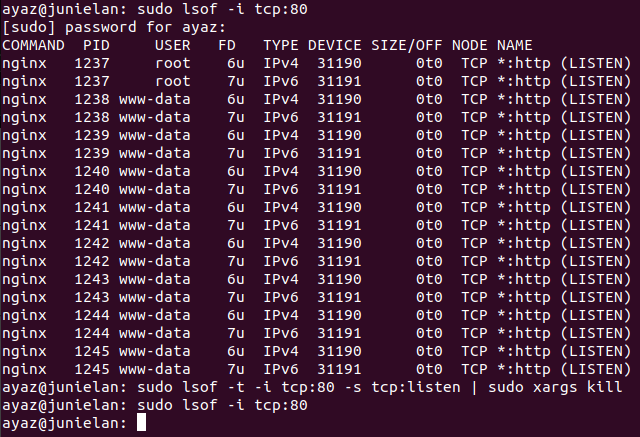 ayaz@junielan: sudo lsof -i tcp:80
[sudo] password for ayaz:
COMMAND PID USER FD TYPE DEVICE SIZE/OFF NODE NAME
nginx 1237 root 6u IPv4 31190 0t0 TCP *:http (LISTEN)
nginx 1237 root 7u IPv6 31191 0t0 TCP *:http (LISTEN)
nginx 1238 www-data 6u IPv4 31190 0t0 TCP *:http (LISTEN)
nginx 1238 www-data 7u IPv6 31191 0t0 TCP *:http (LISTEN)
nginx 1239 www-data 6u IPv4 31190 0t0 TCP *:http (LISTEN)
nginx 1239 www-data 7u IPv6 31191 0t0 TCP *:http (LISTEN)
nginx 1240 www-data 6u IPv4 31190 0t0 TCP *:http (LISTEN)
nginx 1240 www-data 7u IPv6 31191 0t0 TCP *:http (LISTEN)
nginx 1241 www-data 6u IPv4 31190 0t0 TCP *:http (LISTEN)
nginx 1241 www-data 7u IPv6 31191 0t0 TCP *:http (LISTEN)
nginx 1242 www-data 6u IPv4 31190 0t0 TCP *:http (LISTEN)
nginx 1242 www-data 7u IPv6 31191 0t0 TCP *:http (LISTEN)
nginx 1243 www-data 6u IPv4 31190 0t0 TCP *:http (LISTEN)
nginx 1243 www-data 7u IPv6 31191 0t0 TCP *:http (LISTEN)
nginx 1244 www-data 6u IPv4 31190 0t0 TCP *:http (LISTEN)
nginx 1244 www-data 7u IPv6 31191 0t0 TCP *:http (LISTEN)
nginx 1245 www-data 6u IPv4 31190 0t0 TCP *:http (LISTEN)
nginx 1245 www-data 7u IPv6 31191 0t0 TCP *:http (LISTEN)
ayaz@junielan: sudo lsof -t -i tcp:80 -s tcp:listen | sudo xargs kill
ayaz@junielan: sudo lsof -i tcp:80
ayaz@junielan: